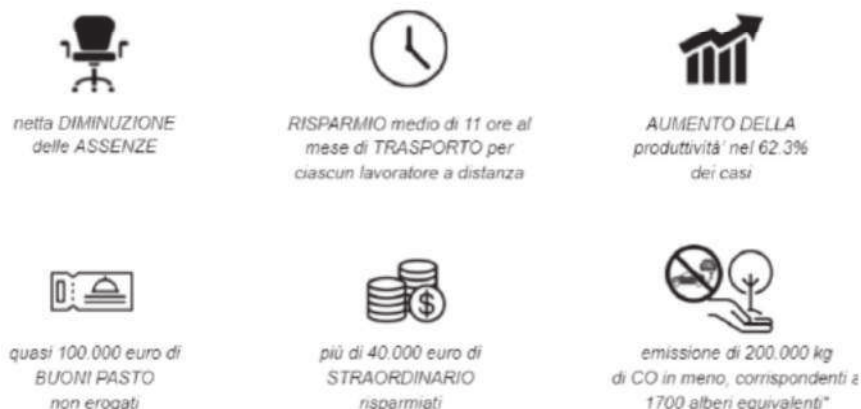 netta DIMINUZIONE
delle ASSENZE
RISPARMIO medio di 11 ore al
mese di TRASPORTO per
ciascun lavoratore a distanza
AUMENTO DELLA
produttività' nel 62.3%
dei casi
quasi 100.000 euro di
BUONI PASTO
non erogati
più di 40.000 euro di
STRAORDINARIO
risparmiati
emissione di 200.000 kg
di CO in meno, corrispondenti a
1700 alberi equivalenti"